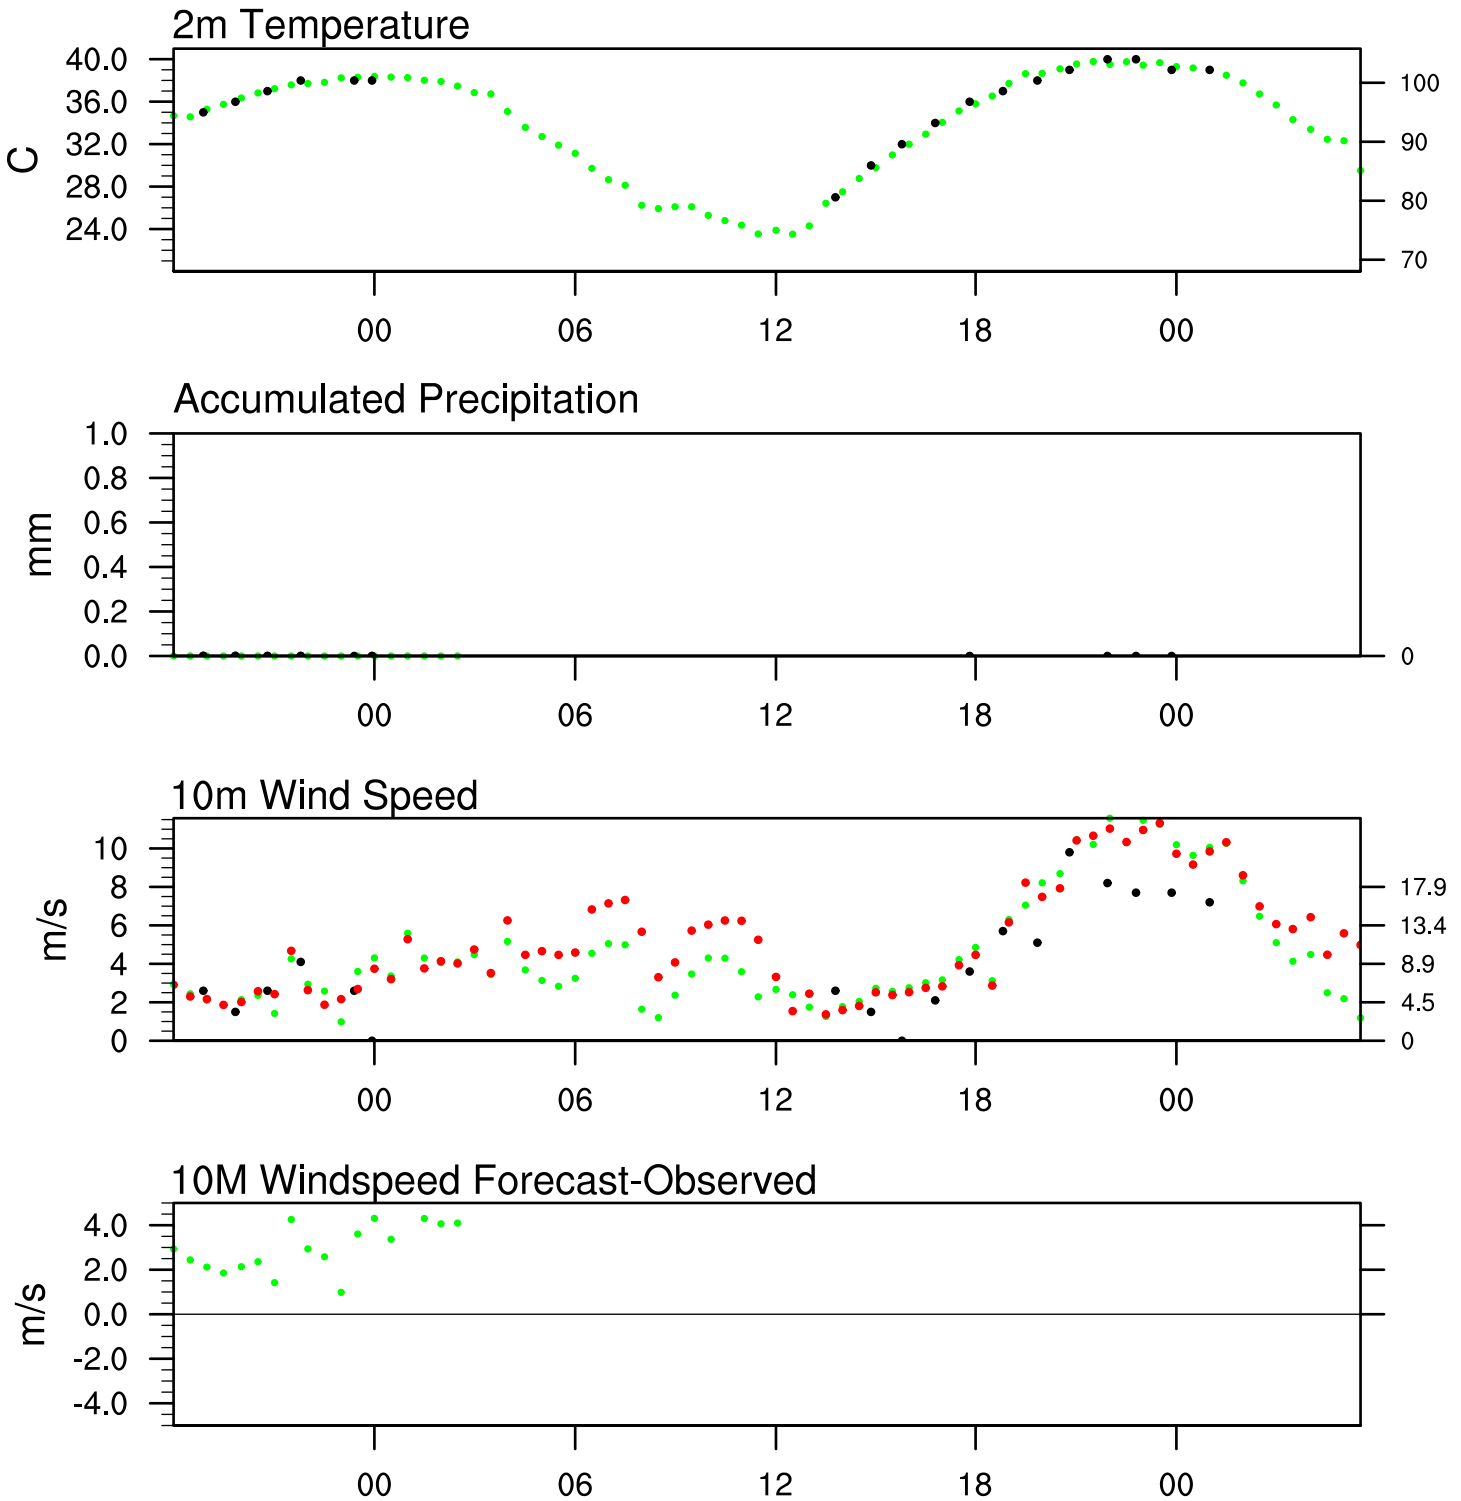 2m Temperature
C
40.0
36.0
32.0
28.0
24.0
100
90
80
70
00 06 12 18 00
Accumulated Precipitation
mm
1.0
0.8
0.6
0.4
0.2
0.0
0
00 06 12 18 00
10m Wind Speed
m/s
10
8
6
4
2
0
17.9
13.4
8.9
4.5
0
00 06 12 18 00
10M Windspeed Forecast-Observed
m/s
4.0
2.0
0.0
-2.0
-4.0
00 06 12 18 00